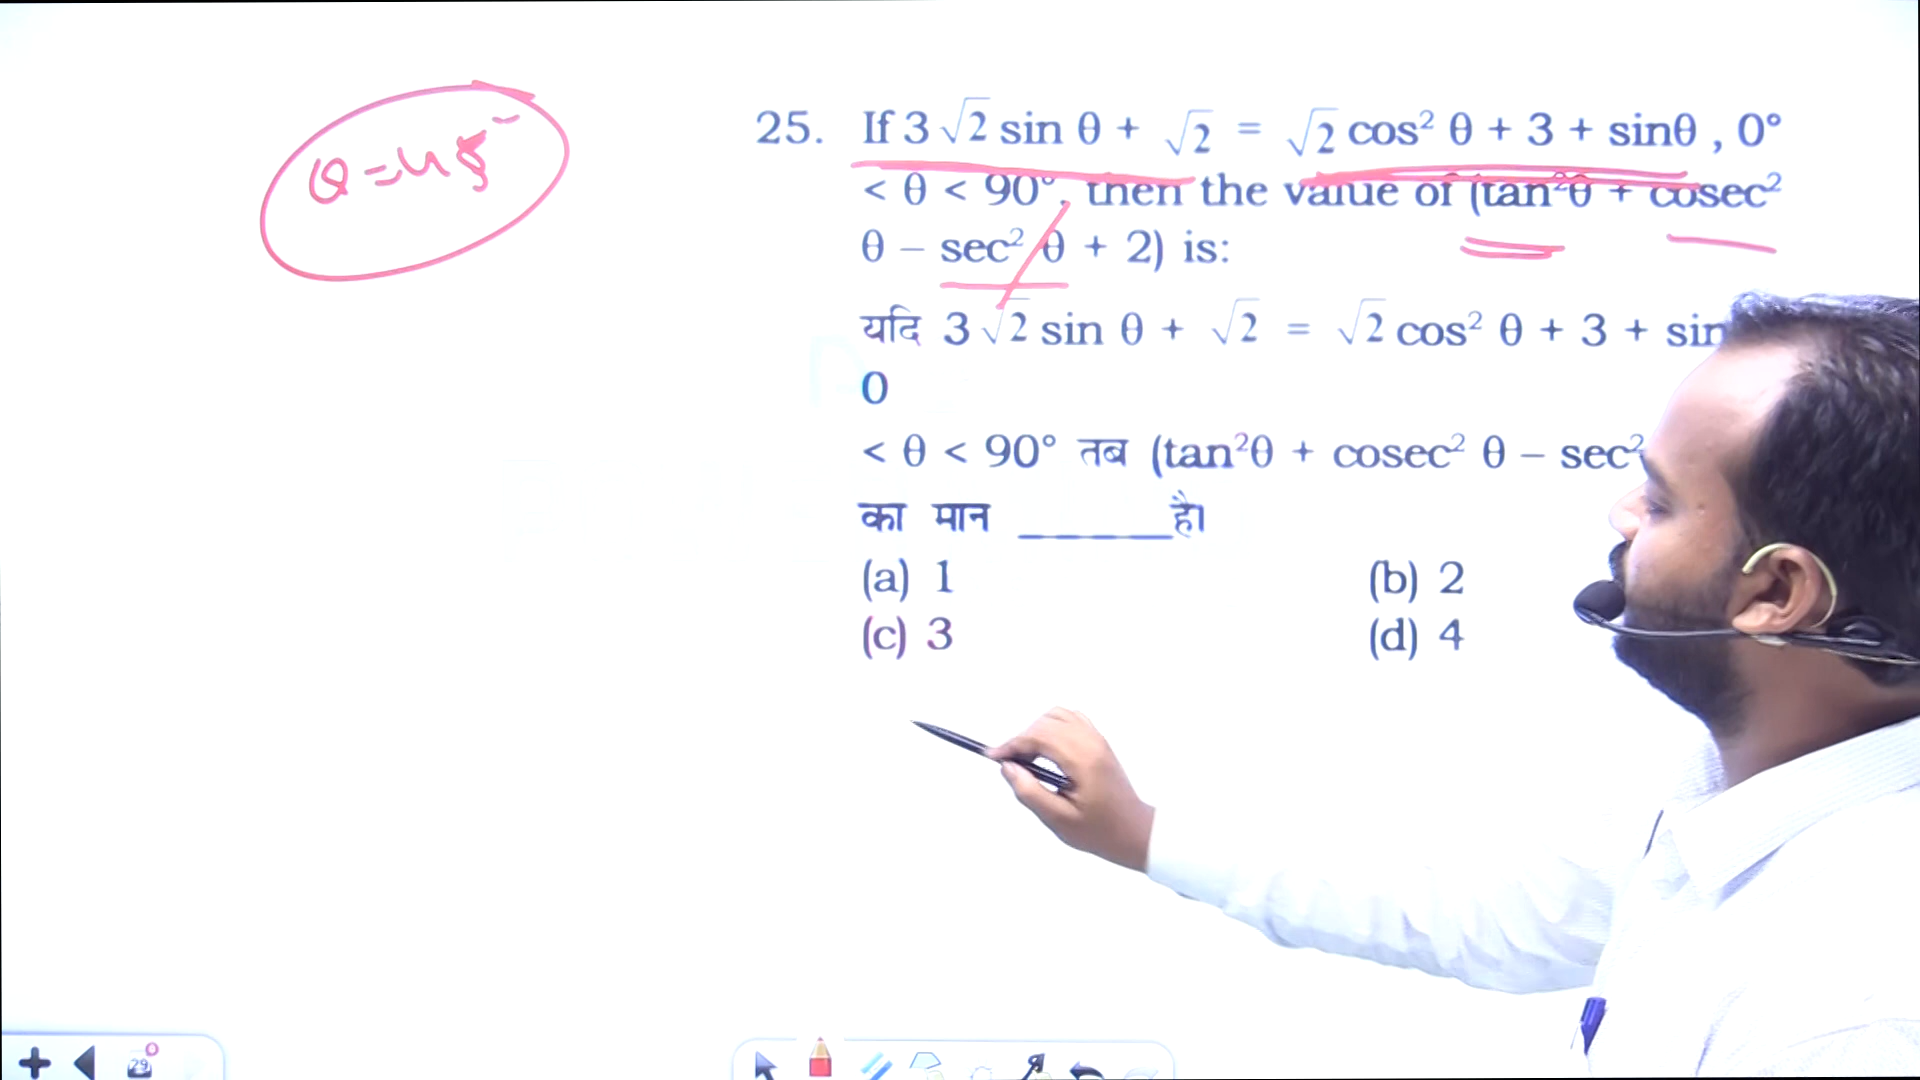 θ = 45°
25. If 3√2 sin θ + √2 = √2 cos² θ + 3 + sinθ , 0°
< θ < 90°, then the value of (tan²θ + cosec²
θ – sec² θ + 2) is:
यदि 3√2 sin θ + √2 = √2 cos² θ + 3 + sin
0
< θ < 90° तब (tan²θ + cosec² θ – sec²
का मान ______है।
(a) 1 (b) 2
(c) 3 (d) 4
29